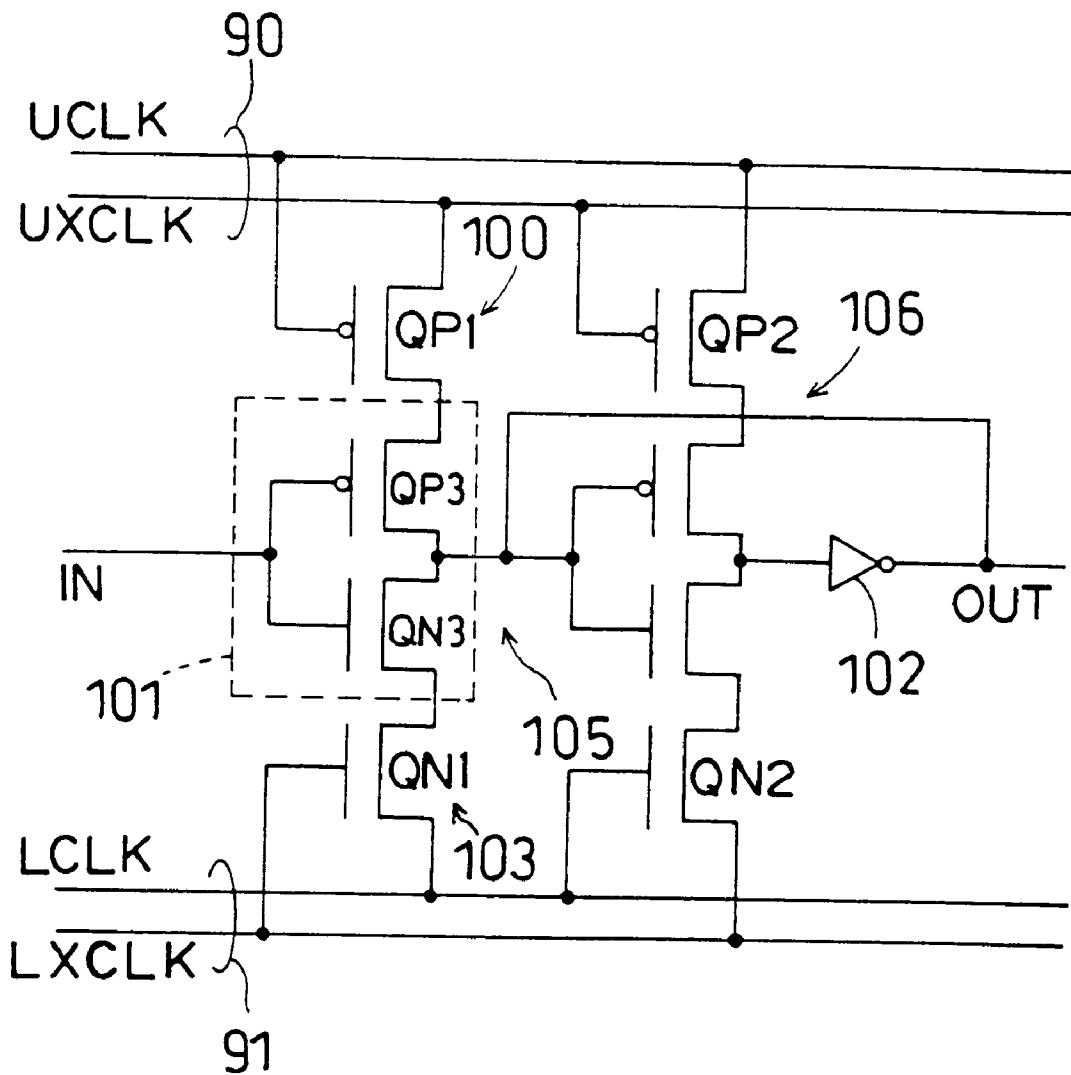 90
UCLK
UXCLK
100
QP1
QP2
106
QP3
IN
QN3
OUT
102
101
105
QN1
QN2
103
LCLK
LXCLK
91